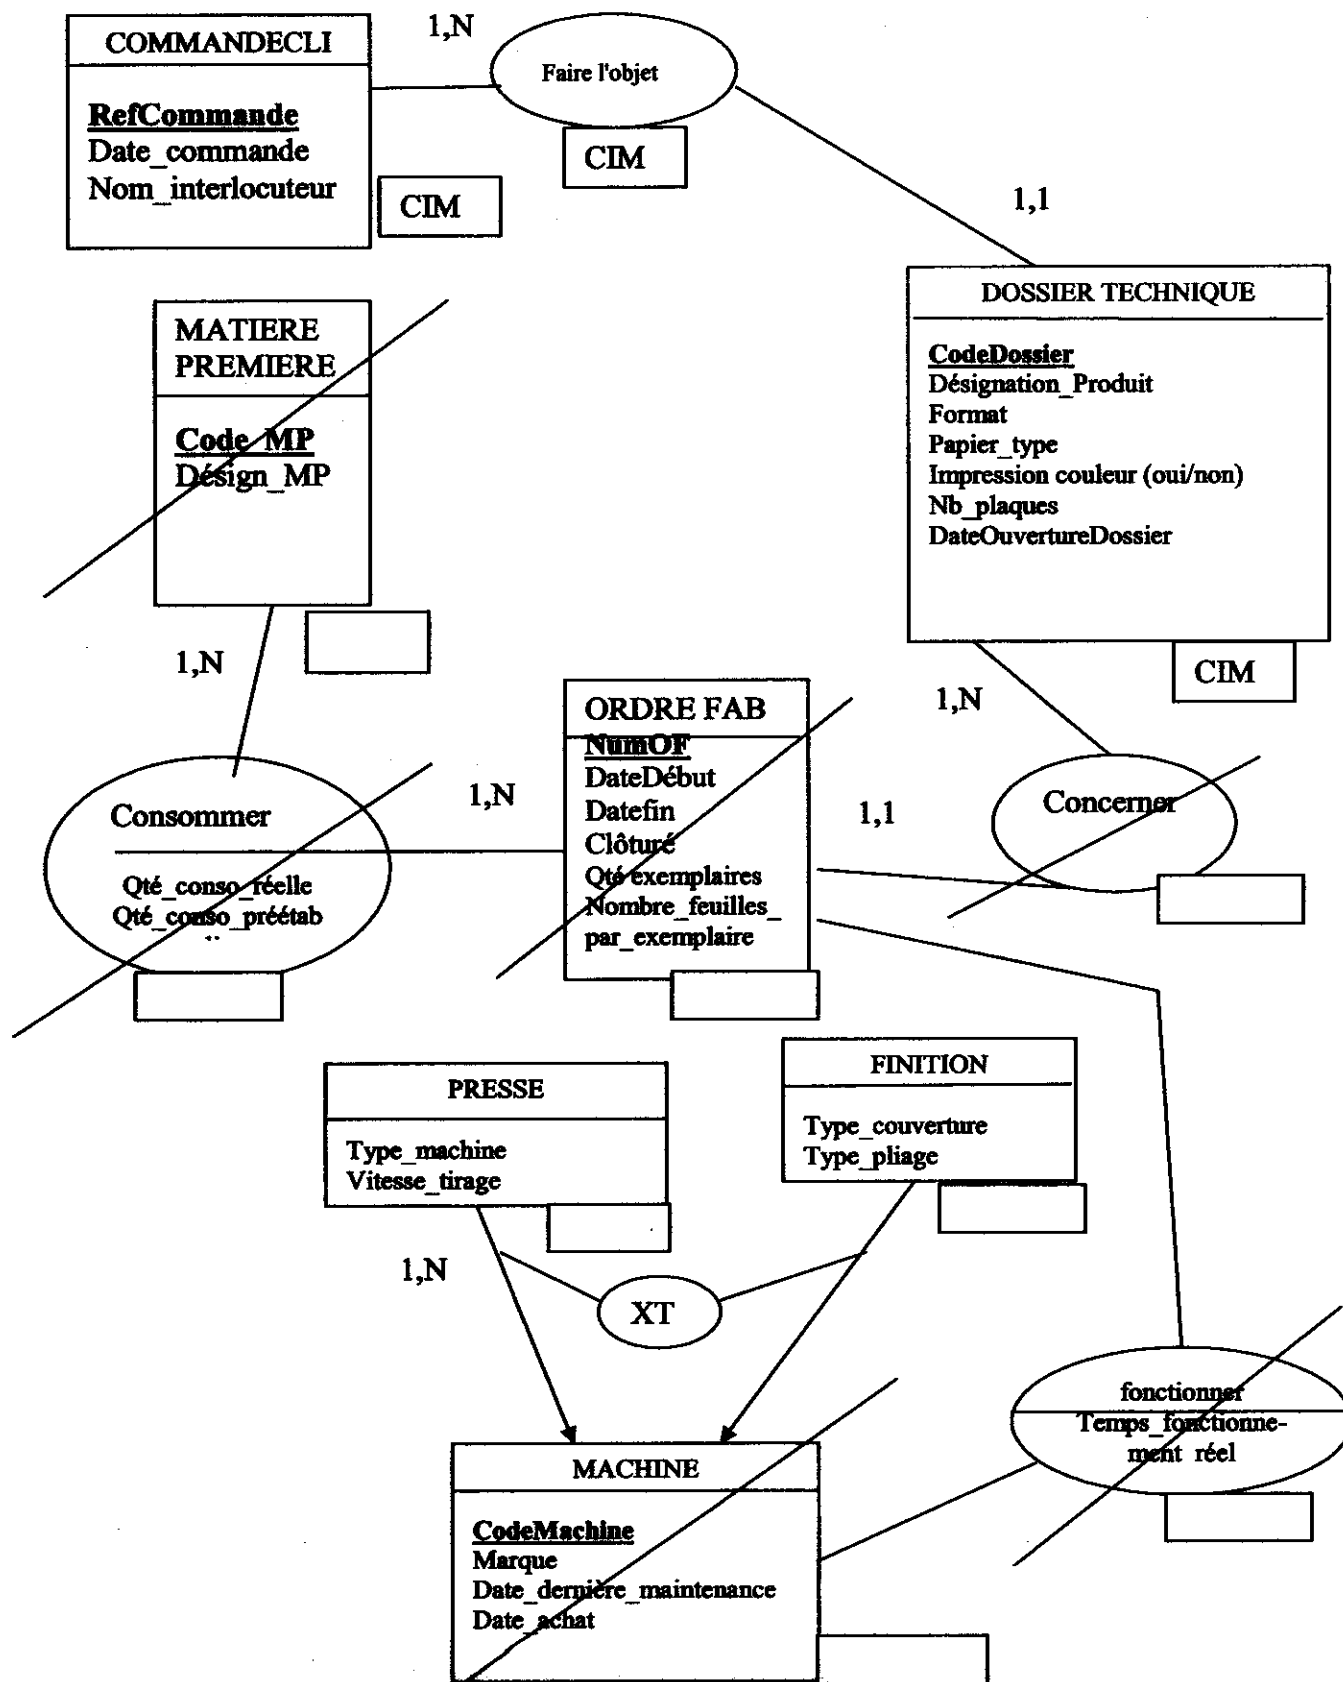 COMMANDECLI
RefCommande
Date_commande
Nom_interlocuteur
CIM
1,N
Faire l'objet
CIM
1,1
DOSSIER TECHNIQUE
CodeDossier
Désignation_Produit
Format
Papier_type
Impression couleur (oui/non)
Nb_plaques
DateOuvertureDossier
CIM
MATIERE
PREMIERE
Code_MP
Désign_MP
1,N
Consommer
Qté_conso_réelle
Qté_conso_préétab
1,N
ORDRE FAB
NumOF
DateDébut
Datefin
Clôturé
Qté exemplaires
Nombre_feuilles_
par_exemplaire
1,1
1,N
Concerner
PRESSE
Type_machine
Vitesse_tirage
FINITION
Type_couverture
Type_pliage
1,N
XT
fonctionner
Temps_fonctionne-
ment_réel
MACHINE
CodeMachine
Marque
Date_dernière_maintenance
Date_achat